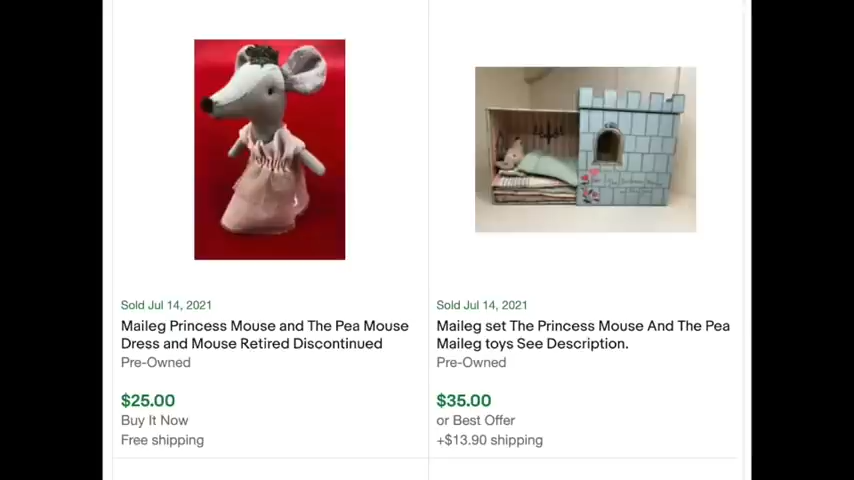 Sold Jul 14, 2021
Maileg Princess Mouse and The Pea Mouse
Dress and Mouse Retired Discontinued
Pre-Owned
$25.00
Buy It Now
Free shipping
Sold Jul 14, 2021
Maileg set The Princess Mouse And The Pea
Maileg toys See Description.
Pre-Owned
$35.00
or Best Offer
+$13.90 shipping